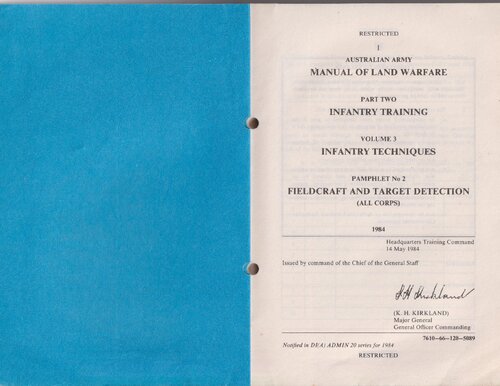 RESTRICTED
I
AUSTRALIAN ARMY
MANUAL OF LAND WARFARE
PART TWO
INFANTRY TRAINING
VOLUME 3
INFANTRY TECHNIQUES
PAMPHLET No 2
FIELDCRAFT AND TARGET DETECTION
(ALL CORPS)
1984
Headquarters Training Command
14 May 1984
Issued by command of the Chief of the General Staff
(K. H. KIRKLAND)
Major General
General Officer Commanding
7610-66-128-5089
Notified in DI(A) ADMIN 20 series for 1984
RESTRICTED